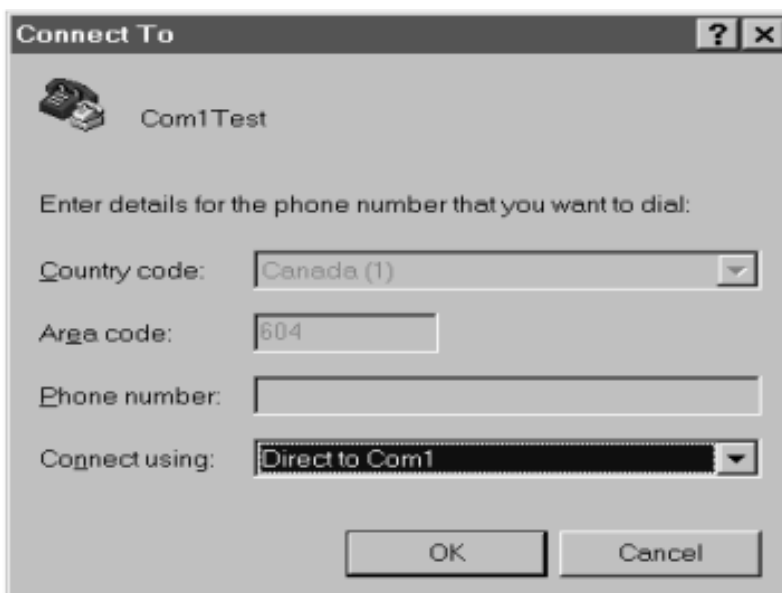 Connect To
Com1Test
Enter details for the phone number that you want to dial:
Country code: Canada (1)
Area code: 604
Phone number:
Connect using: Direct to Com1
OK Cancel